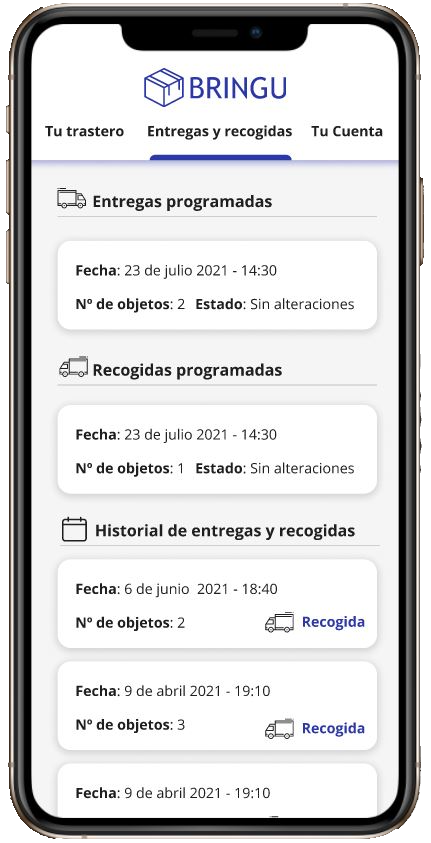 BRINGU
Tu trastero Entregas y recogidas Tu Cuenta
Entregas programadas
Fecha: 23 de julio 2021 - 14:30
Nº de objetos: 2 Estado: Sin alteraciones
Recogidas programadas
Fecha: 23 de julio 2021 - 14:30
Nº de objetos: 1 Estado: Sin alteraciones
Historial de entregas y recogidas
Fecha: 6 de junio 2021 - 18:40
Nº de objetos: 2 Recogida
Fecha: 9 de abril 2021 - 19:10
Nº de objetos: 3 Recogida
Fecha: 9 de abril 2021 - 19:10